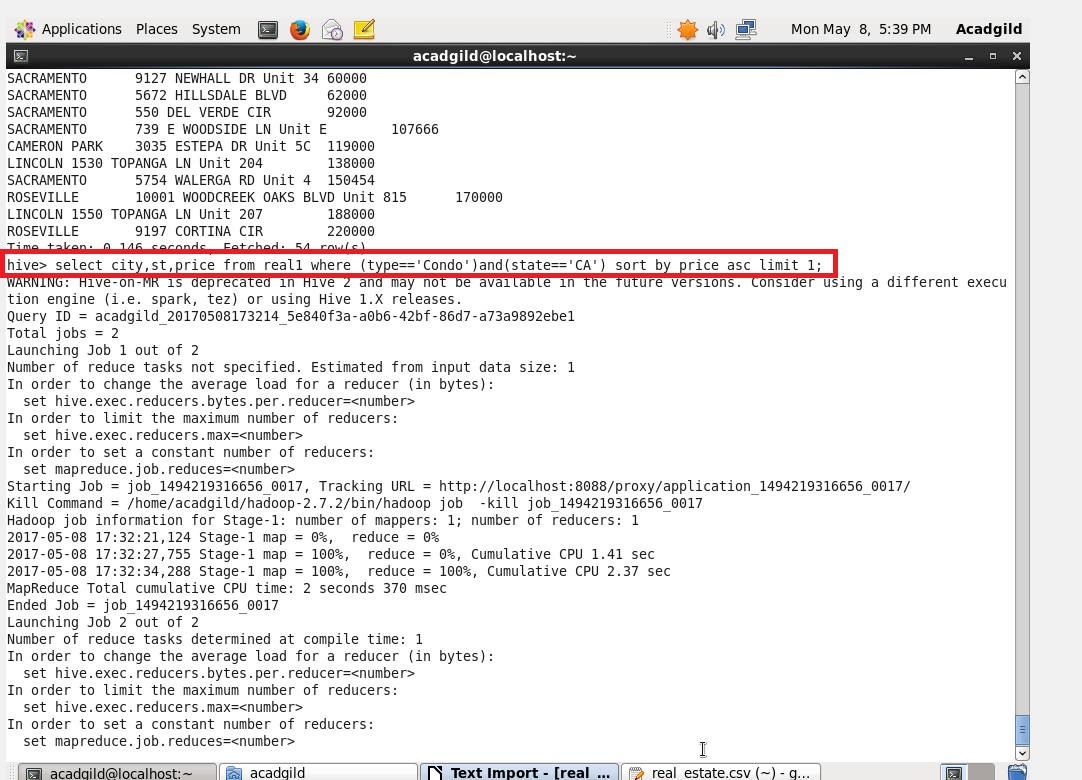 Applications Places System Mon May 8, 5:39 PM Acadgild
acadgild@localhost:~
SACRAMENTO 9127 NEWHALL DR Unit 34 60000
SACRAMENTO 5672 HILLSDALE BLVD 62000
SACRAMENTO 550 DEL VERDE CIR 92000
SACRAMENTO 739 E WOODSIDE LN Unit E 107666
CAMERON PARK 3035 ESTEPA DR Unit 5C 119000
LINCOLN 1530 TOPANGA LN Unit 204 138000
SACRAMENTO 5754 WALERGA RD Unit 4 150454
ROSEVILLE 10001 WOODCREEK OAKS BLVD Unit 815 170000
LINCOLN 1550 TOPANGA LN Unit 207 188000
ROSEVILLE 9197 CORTINA CIR 220000
Time taken: 0.146 seconds, Fetched: 54 row(s)
hive> select city,st,price from real1 where (type=='Condo')and(state=='CA') sort by price asc limit 1;
WARNING: Hive-on-MR is deprecated in Hive 2 and may not be available in the future versions. Consider using a different execu
tion engine (i.e. spark, tez) or using Hive 1.X releases.
Query ID = acadgild_20170508173214_5e840f3a-a0b6-42bf-86d7-a73a9892ebe1
Total jobs = 2
Launching Job 1 out of 2
Number of reduce tasks not specified. Estimated from input data size: 1
In order to change the average load for a reducer (in bytes):
  set hive.exec.reducers.bytes.per.reducer=<number>
In order to limit the maximum number of reducers:
  set hive.exec.reducers.max=<number>
In order to set a constant number of reducers:
  set mapreduce.job.reduces=<number>
Starting Job = job_1494219316656_0017, Tracking URL = http://localhost:8088/proxy/application_1494219316656_0017/
Kill Command = /home/acadgild/hadoop-2.7.2/bin/hadoop job  -kill job_1494219316656_0017
Hadoop job information for Stage-1: number of mappers: 1; number of reducers: 1
2017-05-08 17:32:21,124 Stage-1 map = 0%,  reduce = 0%
2017-05-08 17:32:27,755 Stage-1 map = 100%,  reduce = 0%, Cumulative CPU 1.41 sec
2017-05-08 17:32:34,288 Stage-1 map = 100%,  reduce = 100%, Cumulative CPU 2.37 sec
MapReduce Total cumulative CPU time: 2 seconds 370 msec
Ended Job = job_1494219316656_0017
Launching Job 2 out of 2
Number of reduce tasks determined at compile time: 1
In order to change the average load for a reducer (in bytes):
  set hive.exec.reducers.bytes.per.reducer=<number>
In order to limit the maximum number of reducers:
  set hive.exec.reducers.max=<number>
In order to set a constant number of reducers:
  set mapreduce.job.reduces=<number>
acadgild@localhost:~ acadgild Text Import - [real ... real_estate.csv (~) - g...